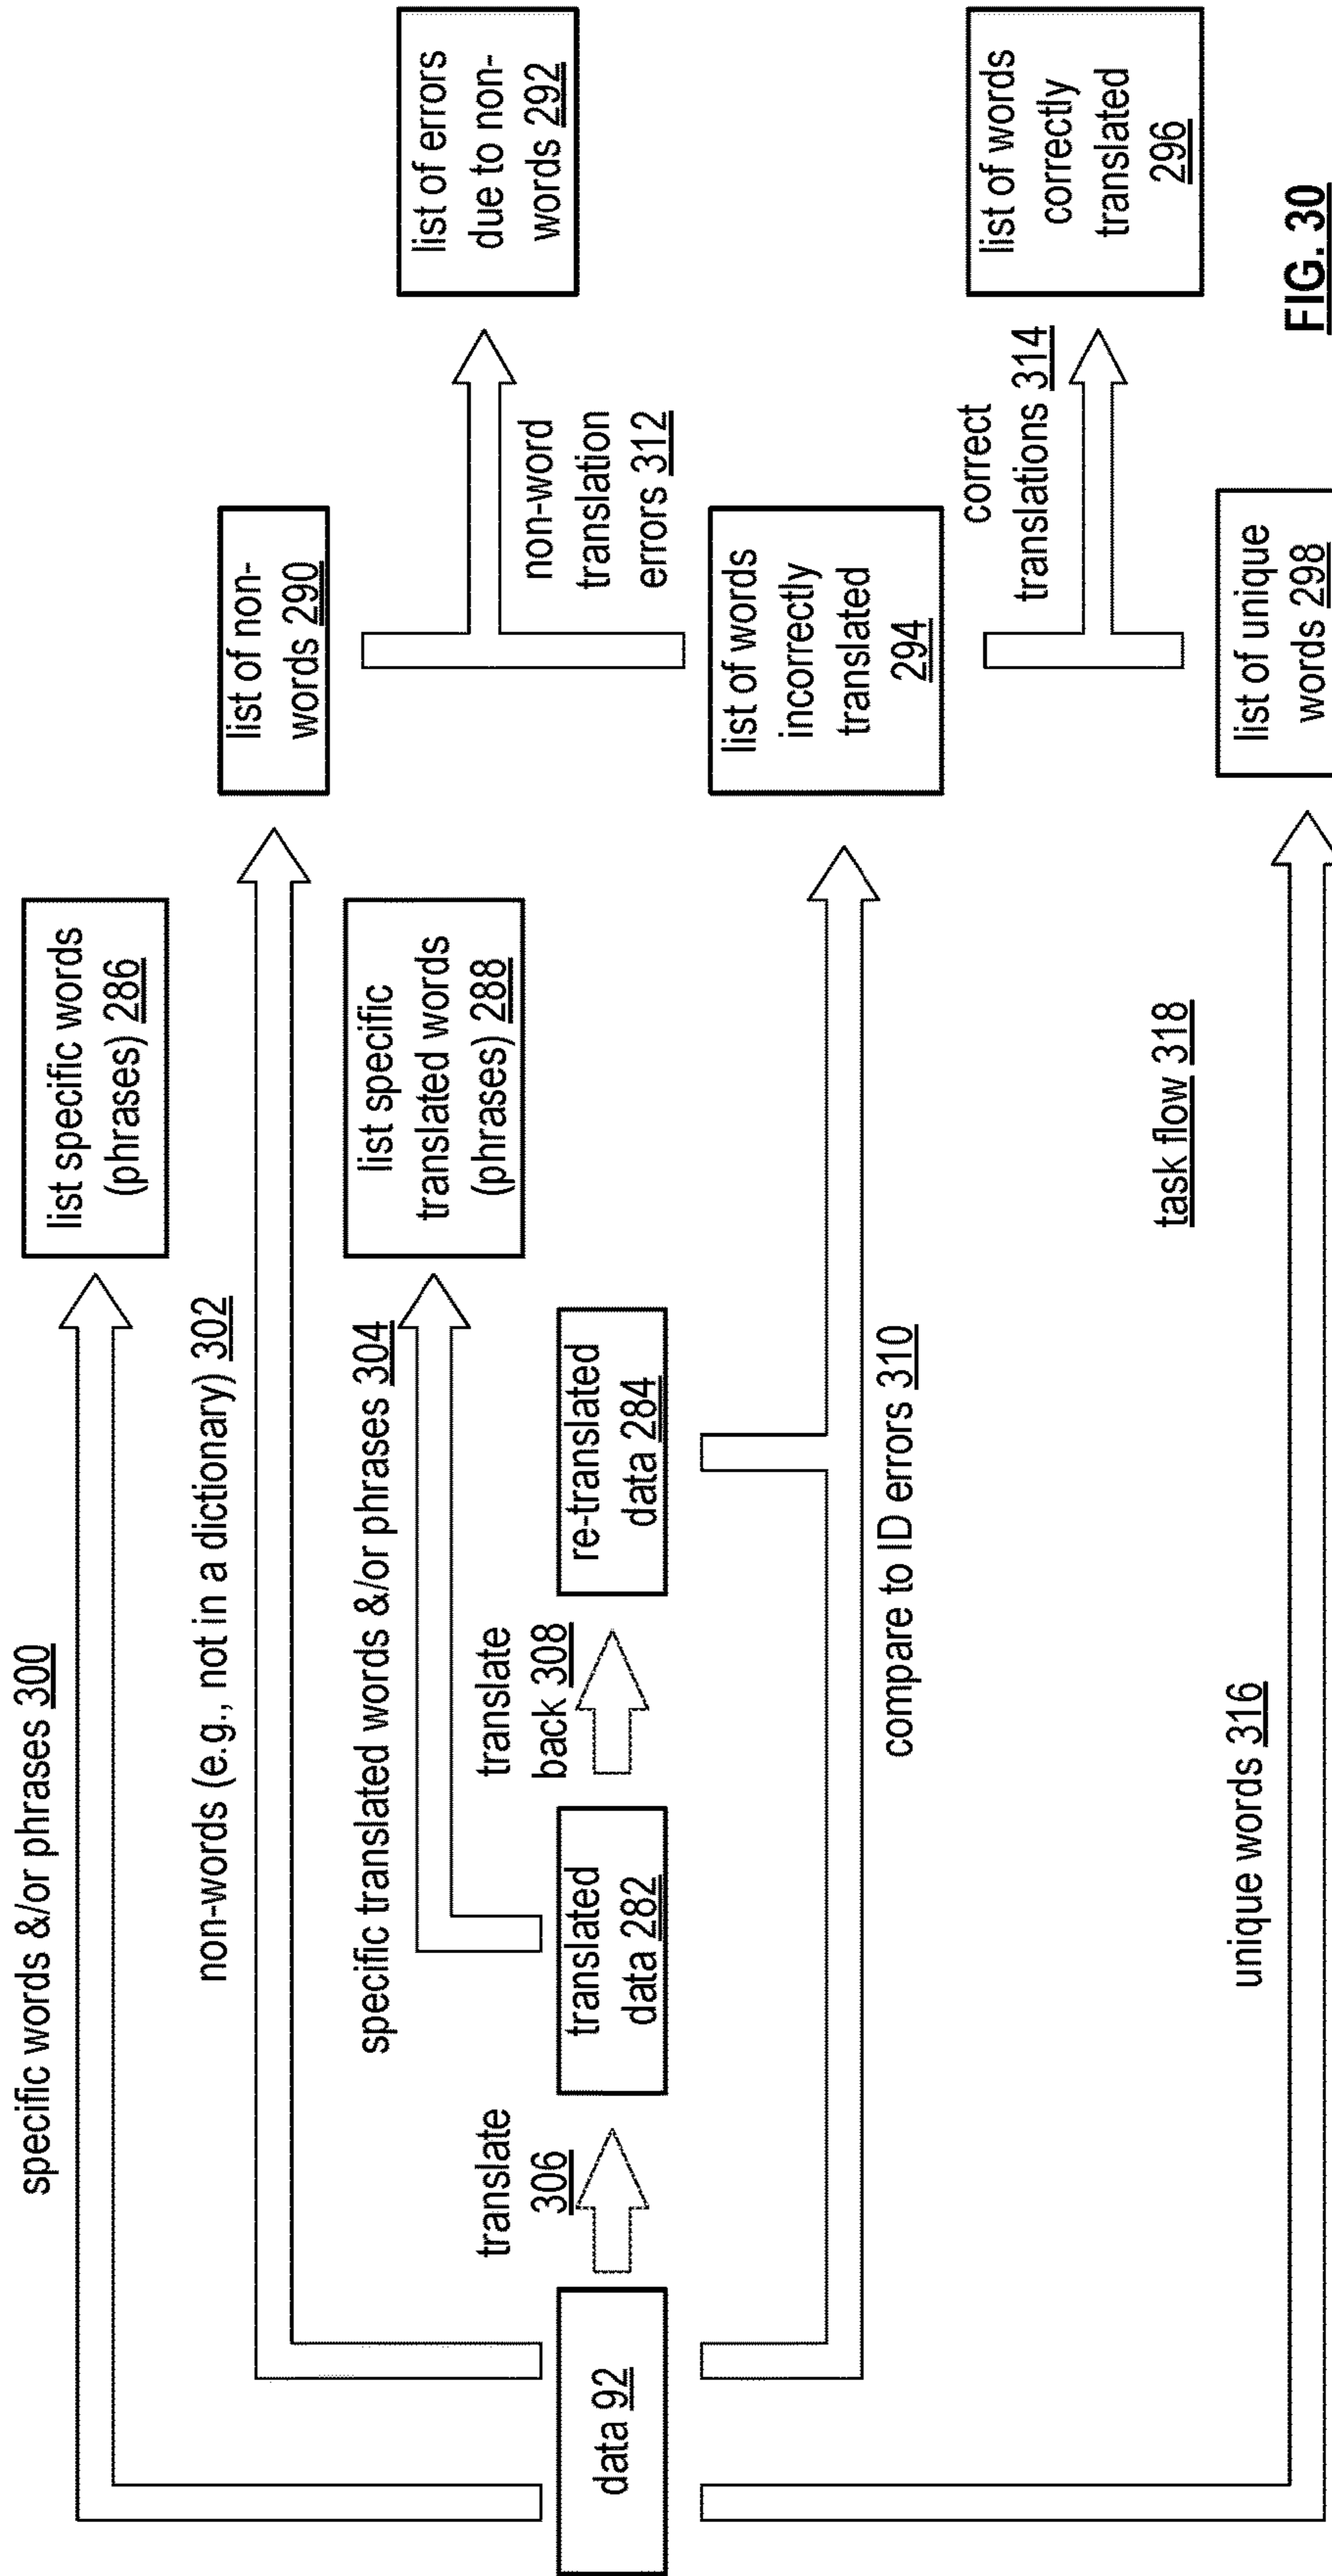 specific words &/or phrases 300
list specific words
(phrases) 286
non-words (e.g., not in a dictionary) 302
list of non-
words 290
specific translated words &/or phrases 304
list specific
translated words
(phrases) 288
list of errors
due to non-
words 292
non-word
translation
errors 312
data 92
translate
306
translated
data 282
translate
back 308
re-translated
data 284
list of words
incorrectly
translated
294
compare to ID errors 310
correct
translations 314
list of words
correctly
translated
296
task flow 318
unique words 316
list of unique
words 298
FIG. 30